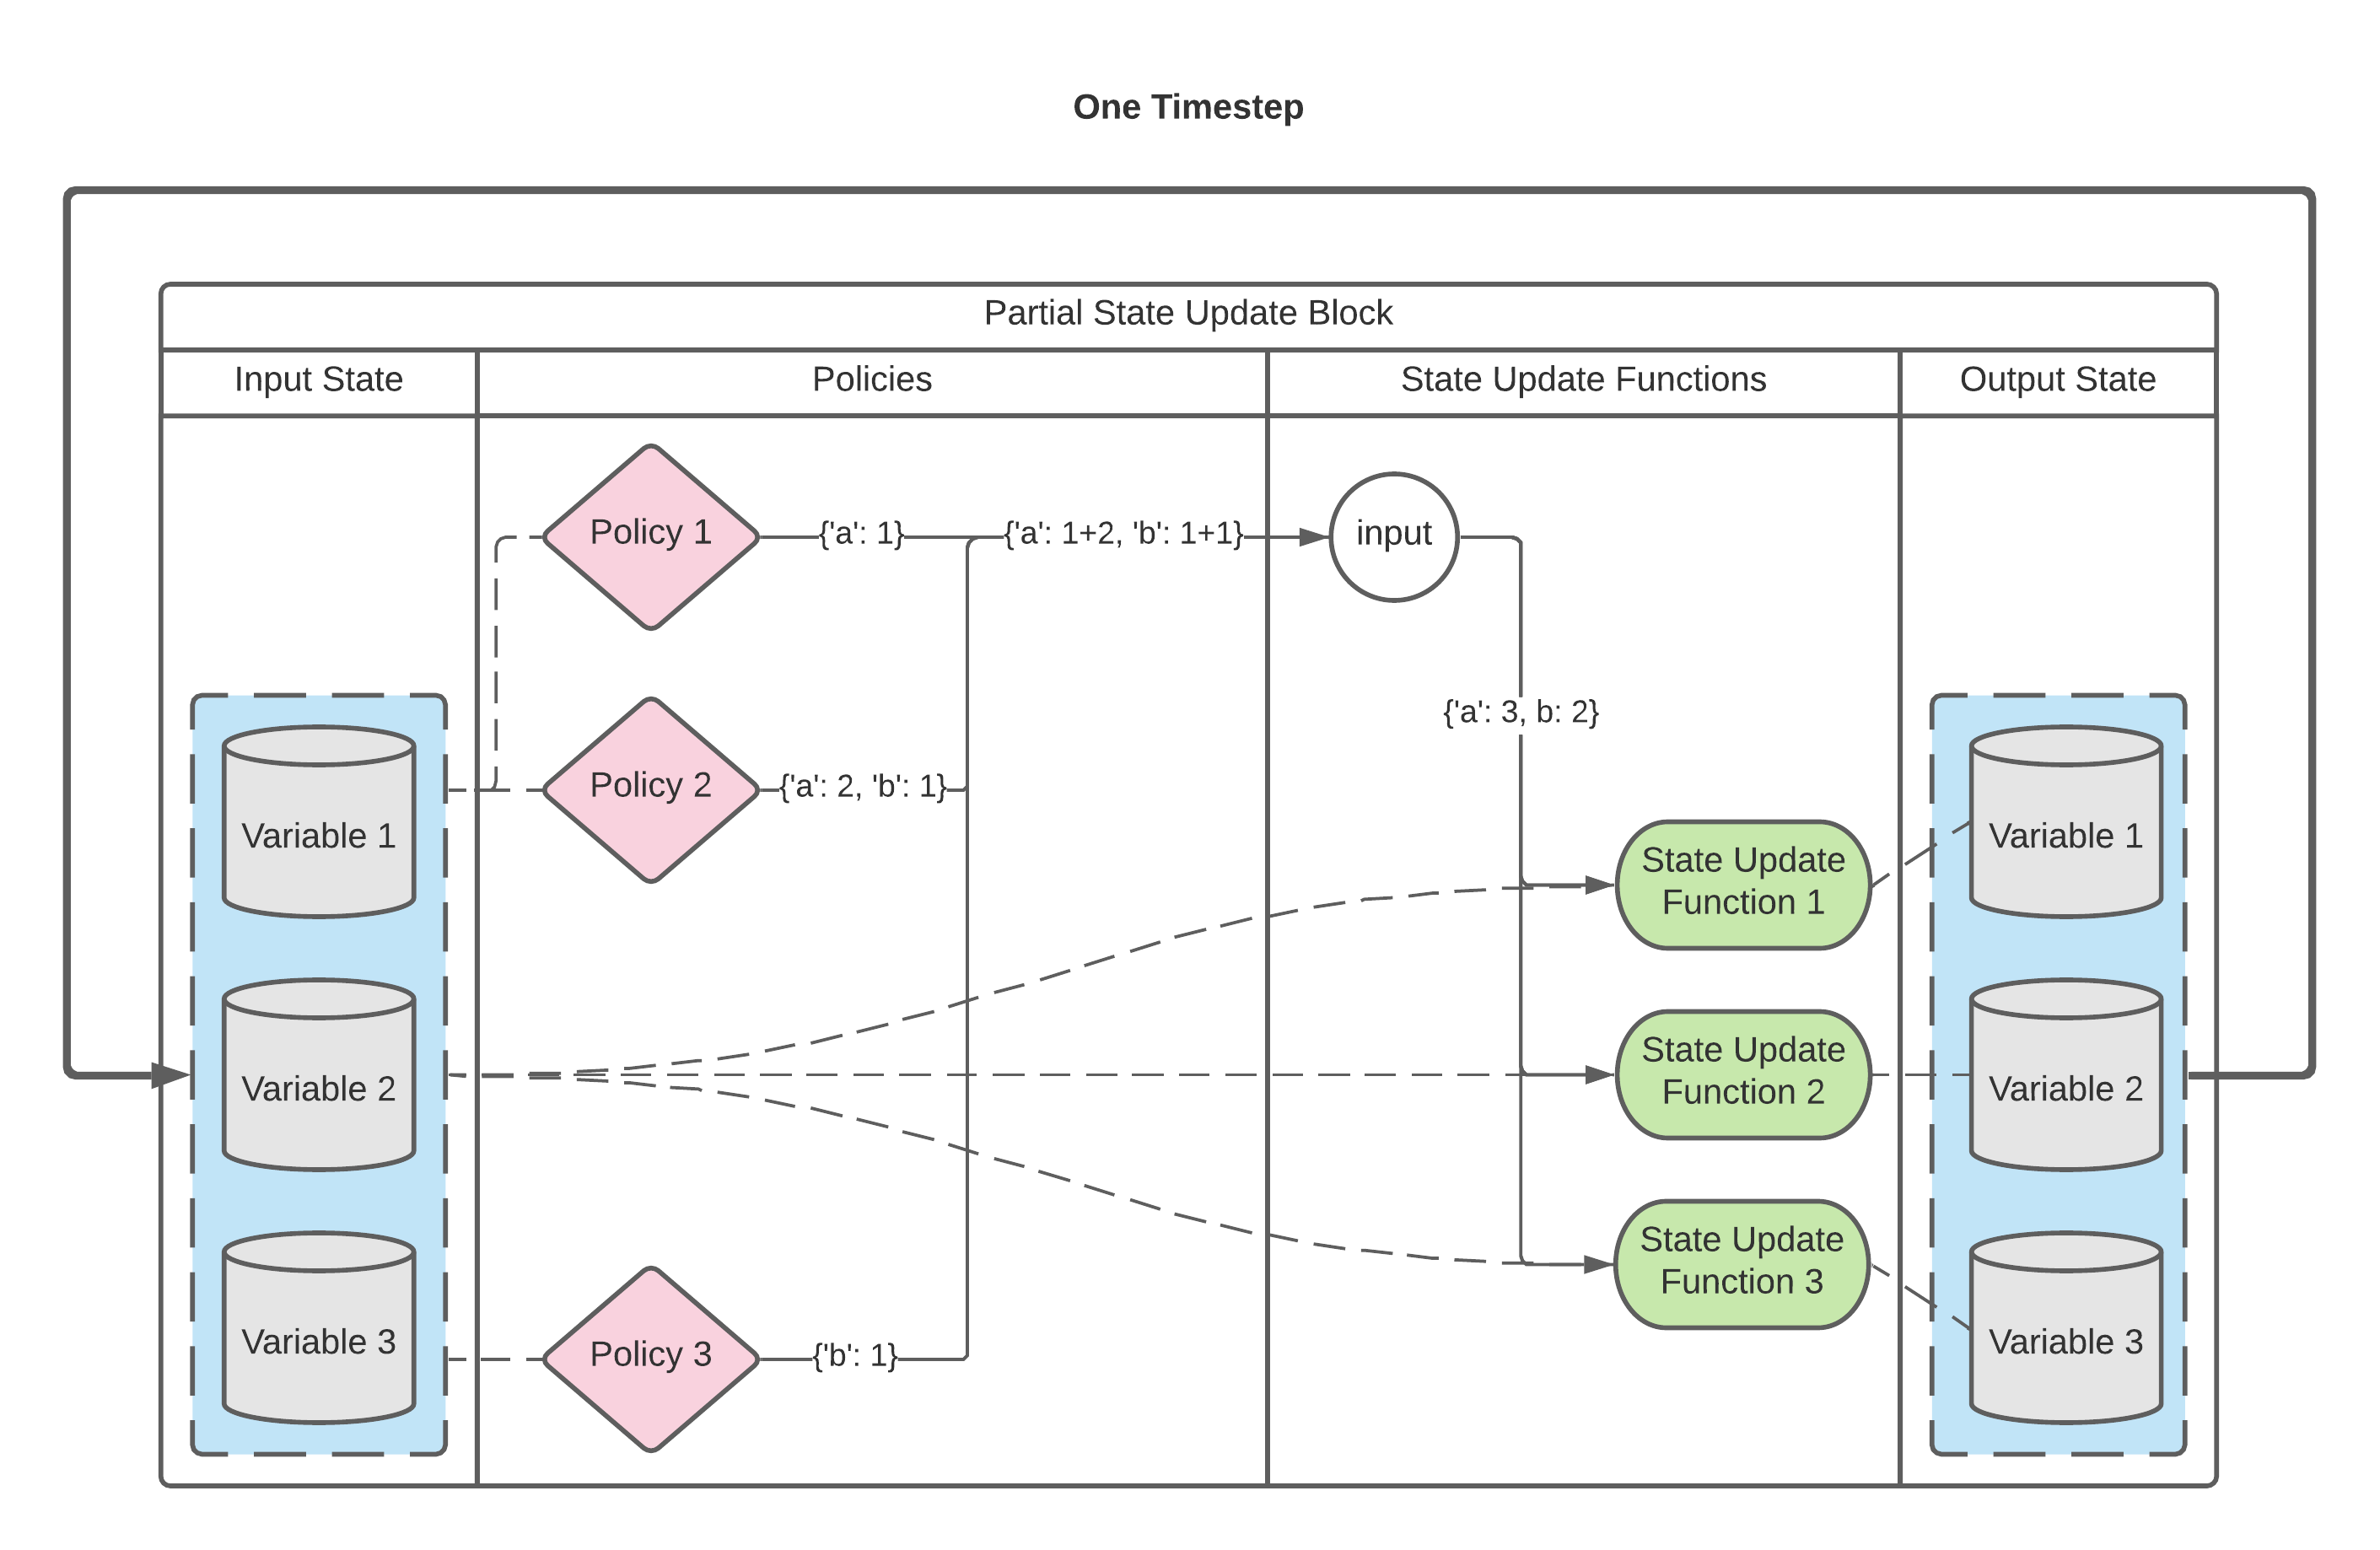 One Timestep
Partial State Update Block
Input State
Policies
State Update Functions
Output State
Policy 1
{'a': 1}
{'a': 1+2, 'b': 1+1}
input
{'a': 3, b: 2}
Policy 2
{'a': 2, 'b': 1}
Variable 1
State Update
Function 1
Variable 1
Variable 2
State Update
Function 2
Variable 2
State Update
Function 3
Variable 3
Policy 3
{'b': 1}
Variable 3